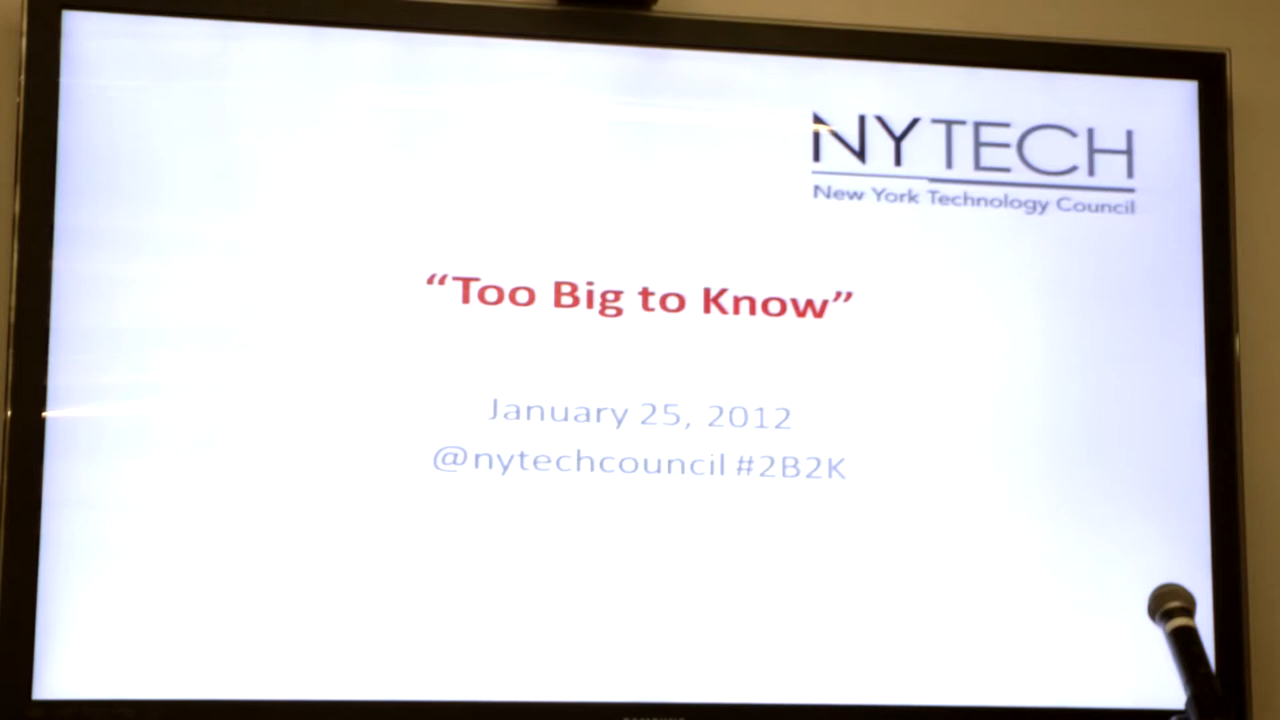 NYTECH
New York Technology Council
“Too Big to Know”
January 25, 2012
@nytechcouncil #2B2K